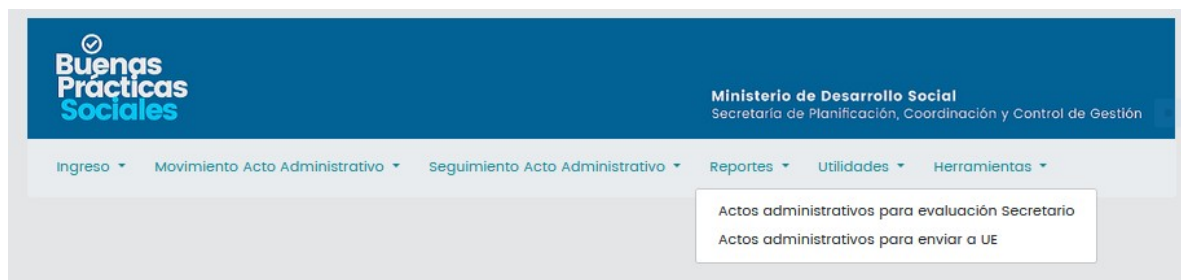 Buenas
Prácticas
Sociales
Ministerio de Desarrollo Social
Secretaría de Planificación, Coordinación y Control de Gestión
Ingreso Movimiento Acto Administrativo Seguimiento Acto Administrativo Reportes Utilidades Herramientas
Actos administrativos para evaluación Secretario
Actos administrativos para enviar a UE